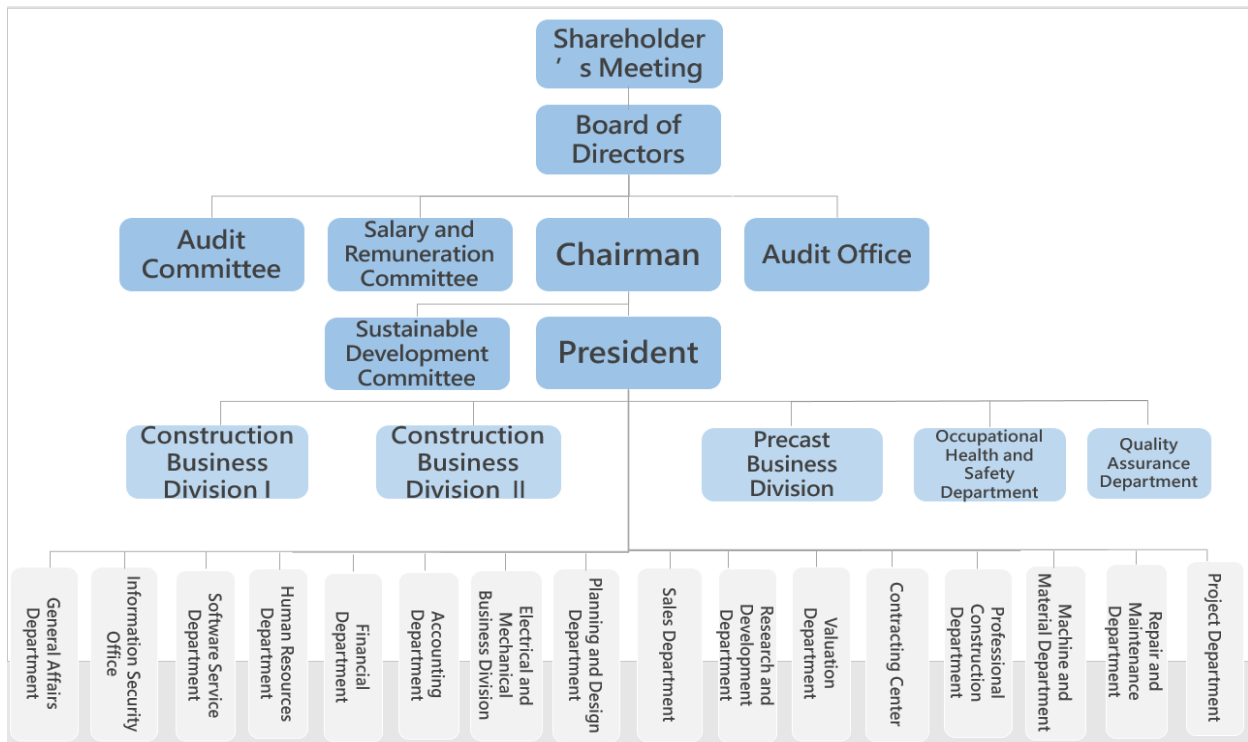 Shareholder
’s Meeting
Board of
Directors
Audit
Committee
Salary and
Remuneration
Committee
Chairman
Audit Office
Sustainable
Development
Committee
President
Construction
Business
Division I
Construction
Business
Division Ⅱ
Precast
Business
Division
Occupational
Health and
Safety
Department
Quality
Assurance
Department
General Affairs
Department
Information Security
Office
Software Service
Department
Human Resources
Department
Financial
Department
Accounting
Department
Electrical and
Mechanical
Business Division
Planning and Design
Department
Sales Department
Research and
Development
Department
Valuation
Department
Contracting Center
Professional
Construction
Department
Machine and
Material Department
Repair and
Maintenance
Department
Project Department